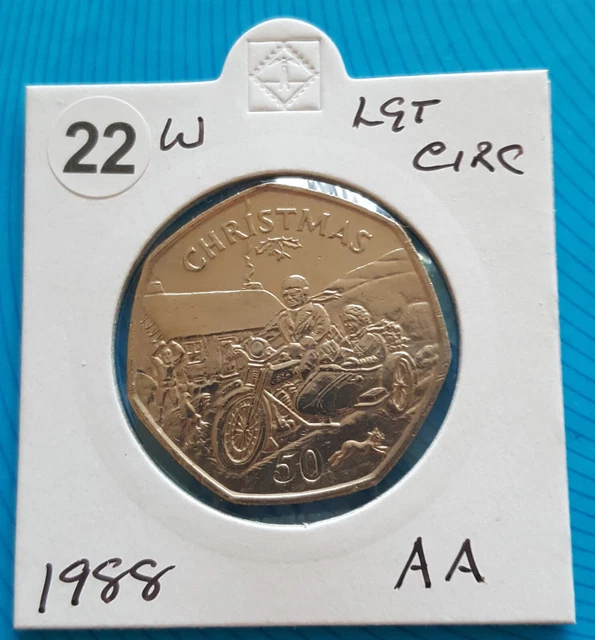 22 W LGT
CIRC
CHRISTMAS
50
1988 AA